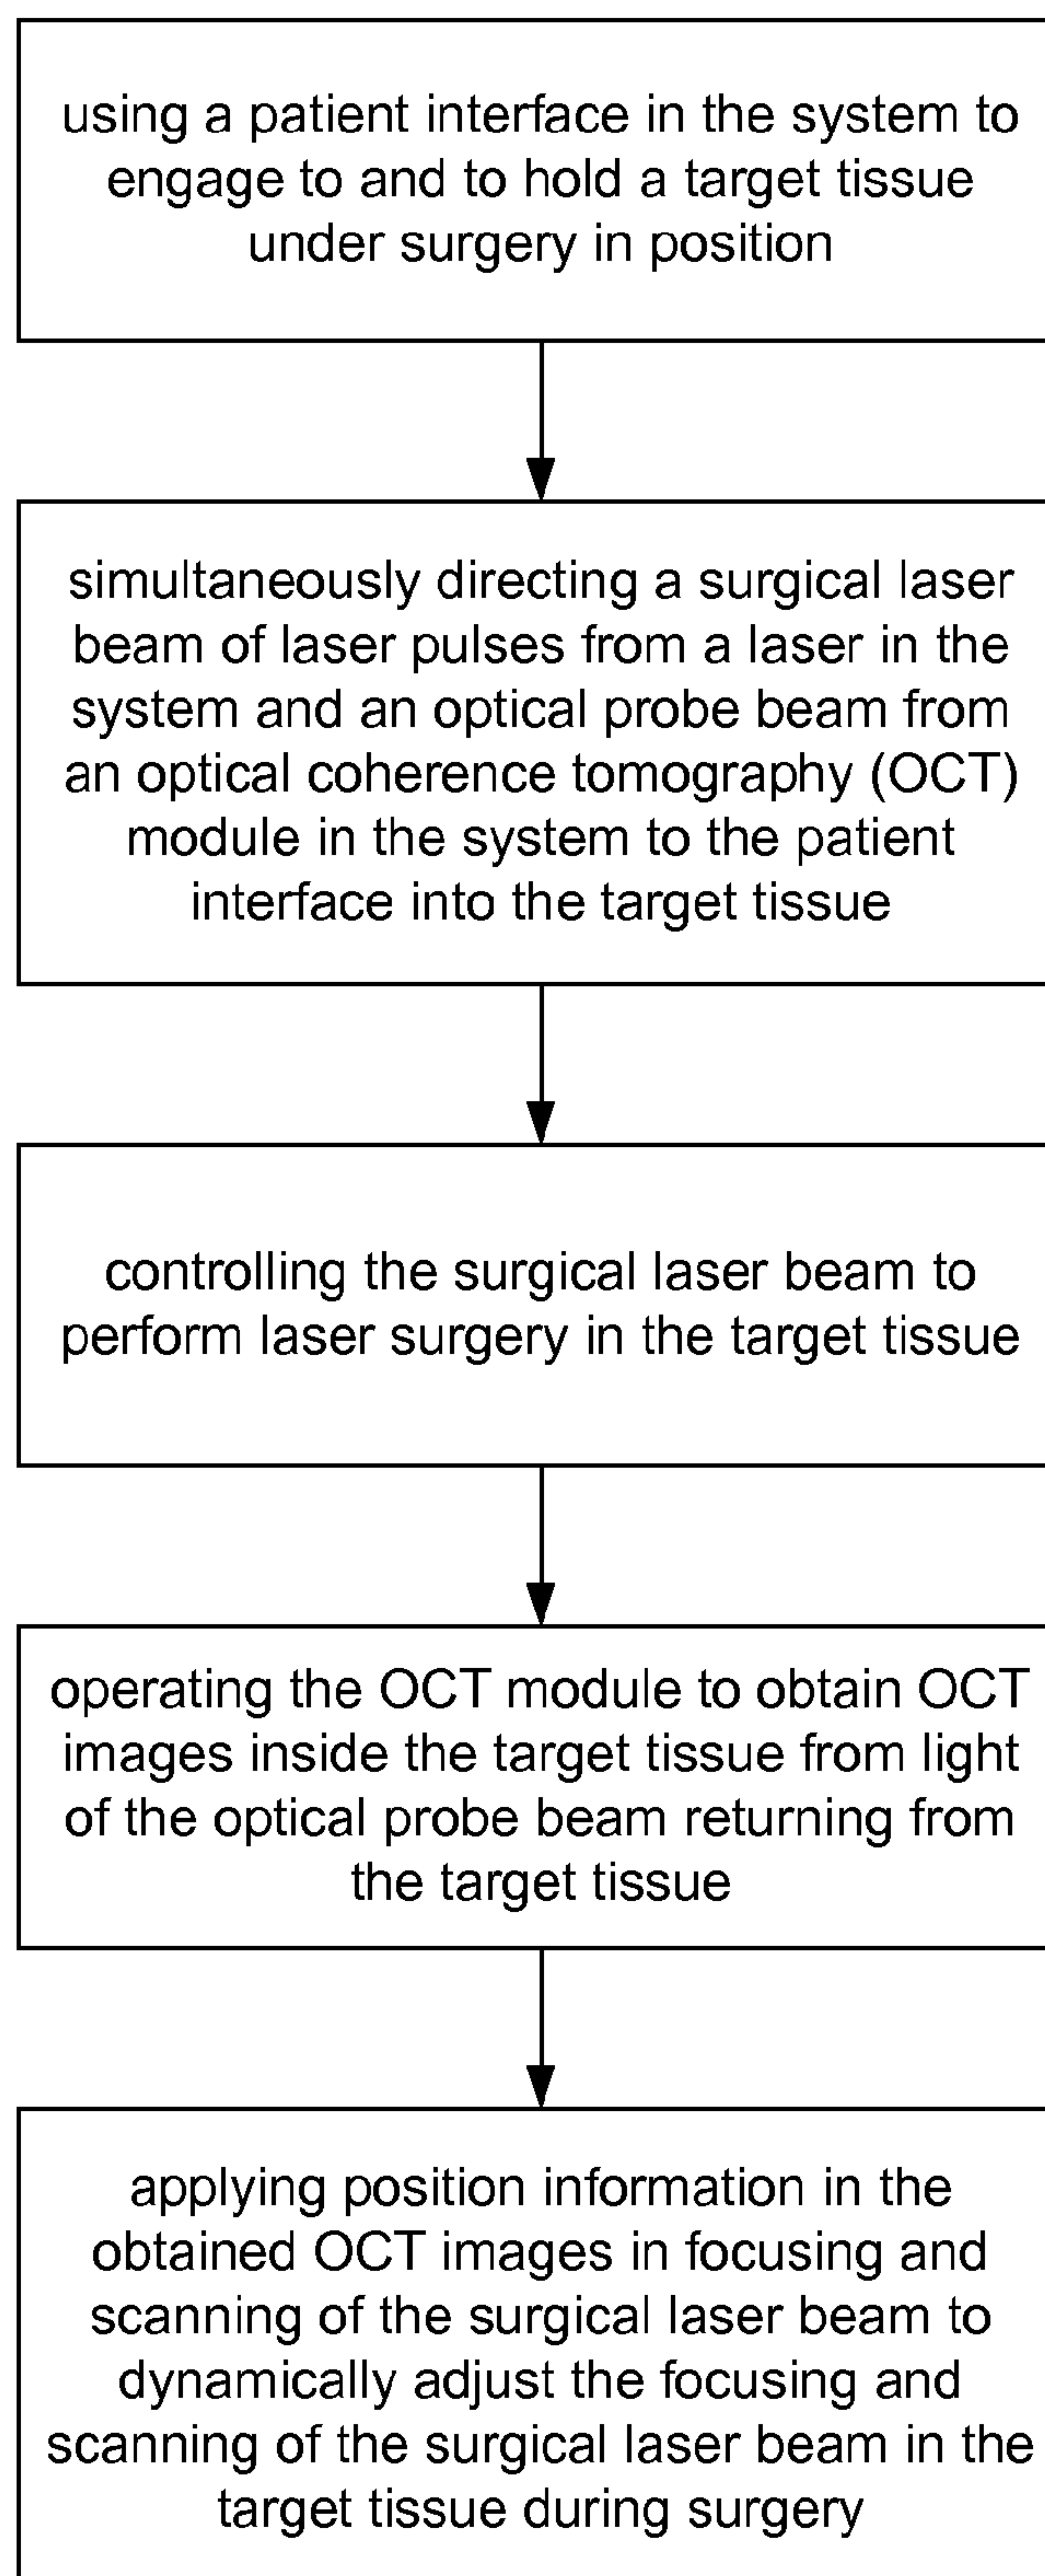 using a patient interface in the system to
engage to and to hold a target tissue
under surgery in position
simultaneously directing a surgical laser
beam of laser pulses from a laser in the
system and an optical probe beam from
an optical coherence tomography (OCT)
module in the system to the patient
interface into the target tissue
controlling the surgical laser beam to
perform laser surgery in the target tissue
operating the OCT module to obtain OCT
images inside the target tissue from light
of the optical probe beam returning from
the target tissue
applying position information in the
obtained OCT images in focusing and
scanning of the surgical laser beam to
dynamically adjust the focusing and
scanning of the surgical laser beam in the
target tissue during surgery